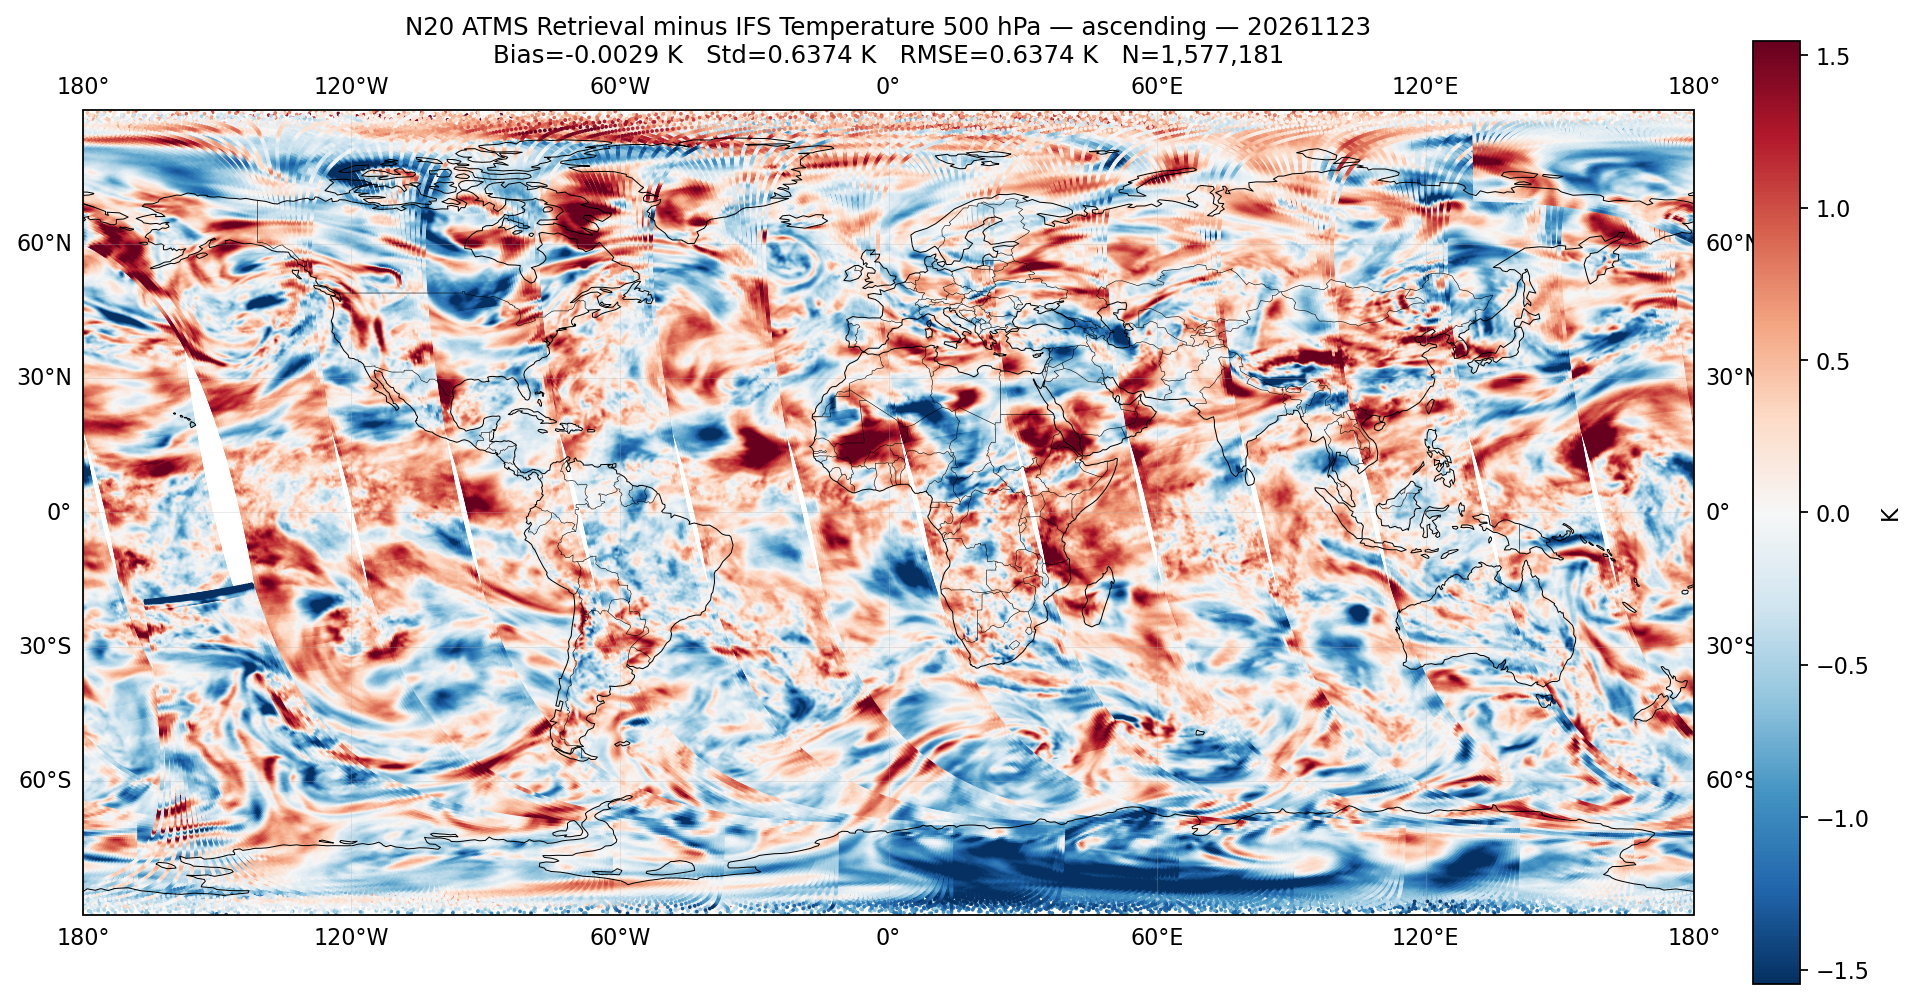 N20 ATMS Retrieval minus IFS Temperature 500 hPa — ascending — 20261123
Bias=-0.0029 K   Std=0.6374 K   RMSE=0.6374 K   N=1,577,181
180° 120°W 60°W 0° 60°E 120°E 180°
60°N 60°N
30°N 30°N
0° 0°
30°S 30°S
60°S 60°S
180° 120°W 60°W 0° 60°E 120°E 180°
1.5
1.0
0.5
0.0
−0.5
−1.0
−1.5
K